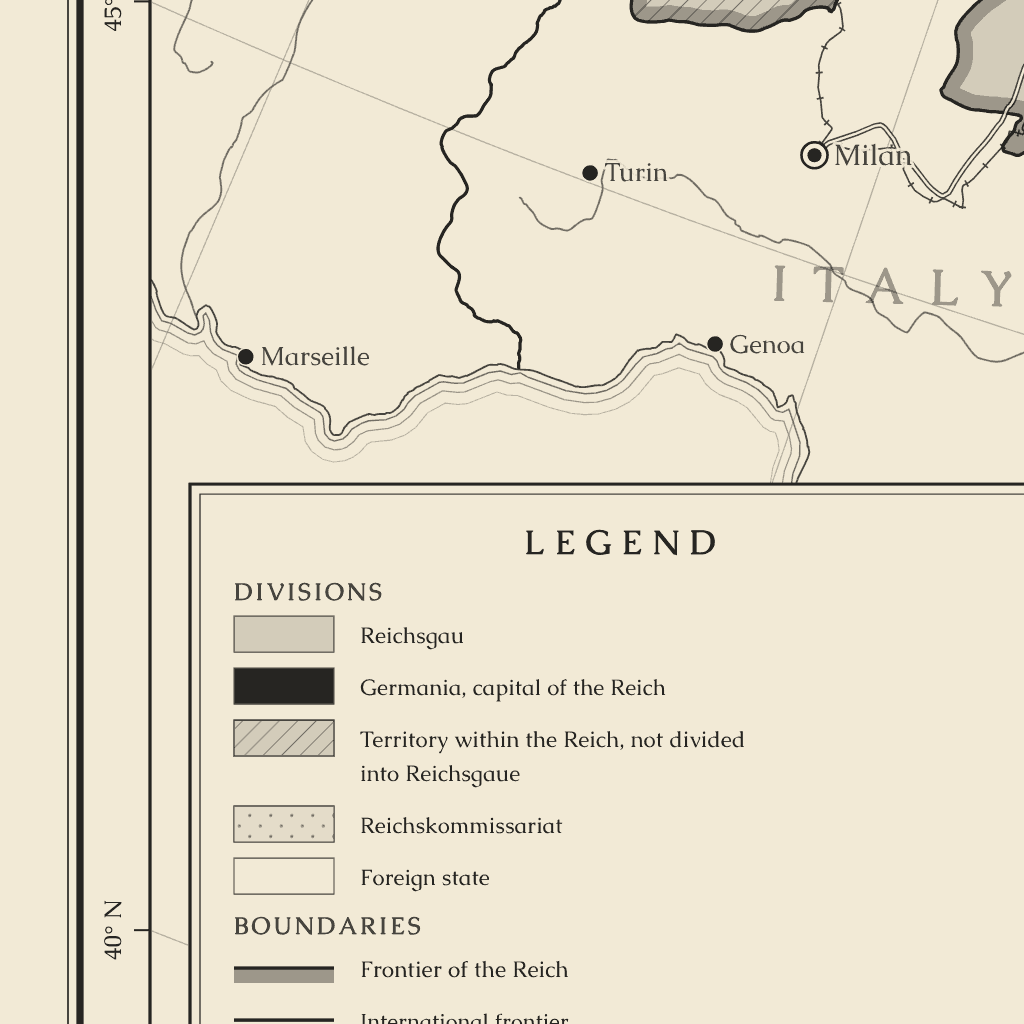 45°
Turin
Milan
ITALY
Marseille
Genoa
LEGEND
DIVISIONS
Reichsgau
Germania, capital of the Reich
Territory within the Reich, not divided
into Reichsgaue
Reichskommissariat
Foreign state
40° N
BOUNDARIES
Frontier of the Reich
International frontier